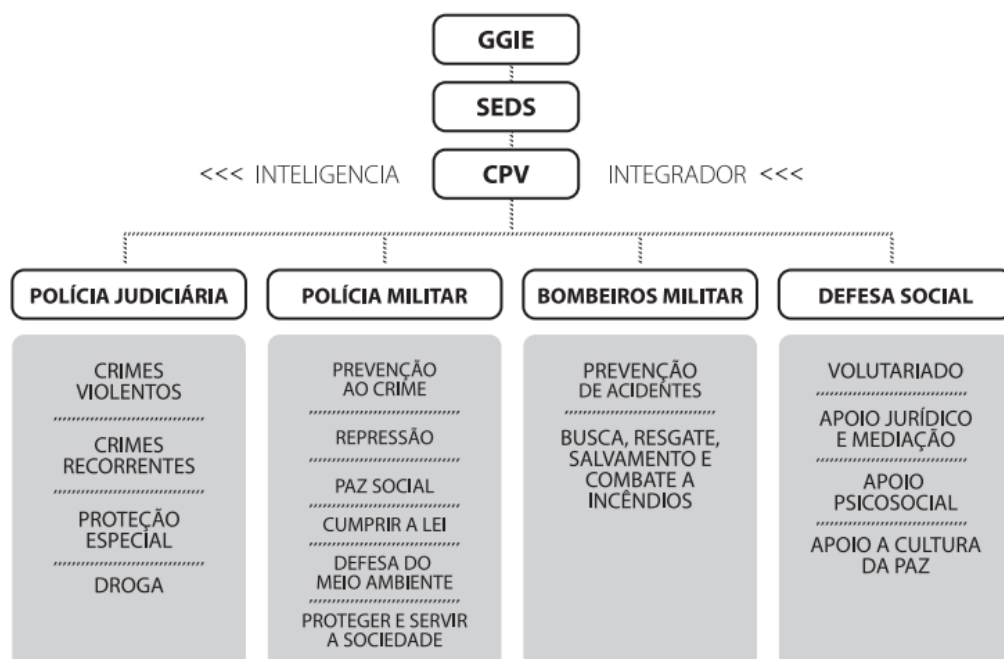 GGIE
SEDS
<<< INTELIGENCIA
CPV
INTEGRADOR <<<
POLÍCIA JUDICIÁRIA
CRIMES
VIOLENTOS
CRIMES
RECORRENTES
PROTEÇÃO
ESPECIAL
DROGA
POLÍCIA MILITAR
PREVENÇÃO
AO CRIME
REPRESSÃO
PAZ SOCIAL
CUMPRIR A LEI
DEFESA DO
MEIO AMBIENTE
PROTEGER E SERVIR
A SOCIEDADE
BOMBEIROS MILITAR
PREVENÇÃO
DE ACIDENTES
BUSCA, RESGATE,
SALVAMENTO E
COMBATE A
INCÊNDIOS
DEFESA SOCIAL
VOLUTARIADO
APOIO JURÍDICO
E MEDIAÇÃO
APOIO
PSICOSOCIAL
APOIO A CULTURA
DA PAZ